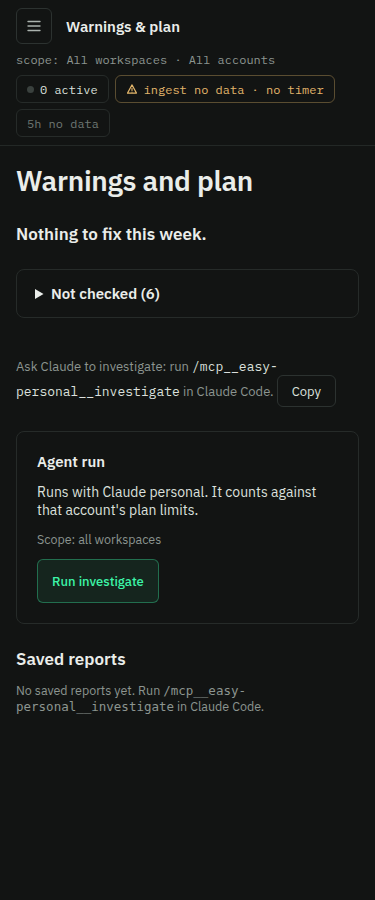 Warnings & plan
scope: All workspaces · All accounts
0 active
ingest no data · no timer
5h no data
Warnings and plan
Nothing to fix this week.
Not checked (6)
Ask Claude to investigate: run /mcp__easy-
personal__investigate in Claude Code. Copy
Agent run
Runs with Claude personal. It counts against
that account's plan limits.
Scope: all workspaces
Run investigate
Saved reports
No saved reports yet. Run /mcp__easy-
personal__investigate in Claude Code.